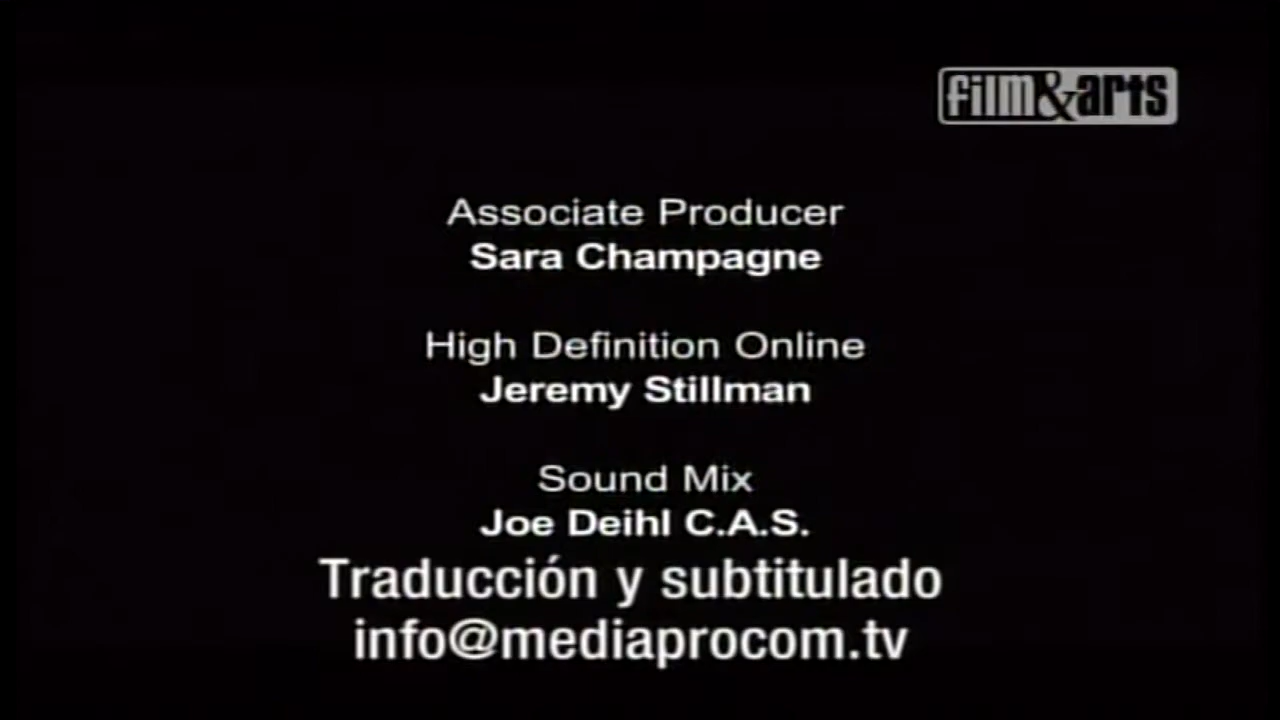 film&arts
Associate Producer
Sara Champagne
High Definition Online
Jeremy Stillman
Sound Mix
Joe Deihl C.A.S.
Traducción y subtitulado
info@mediaprocom.tv